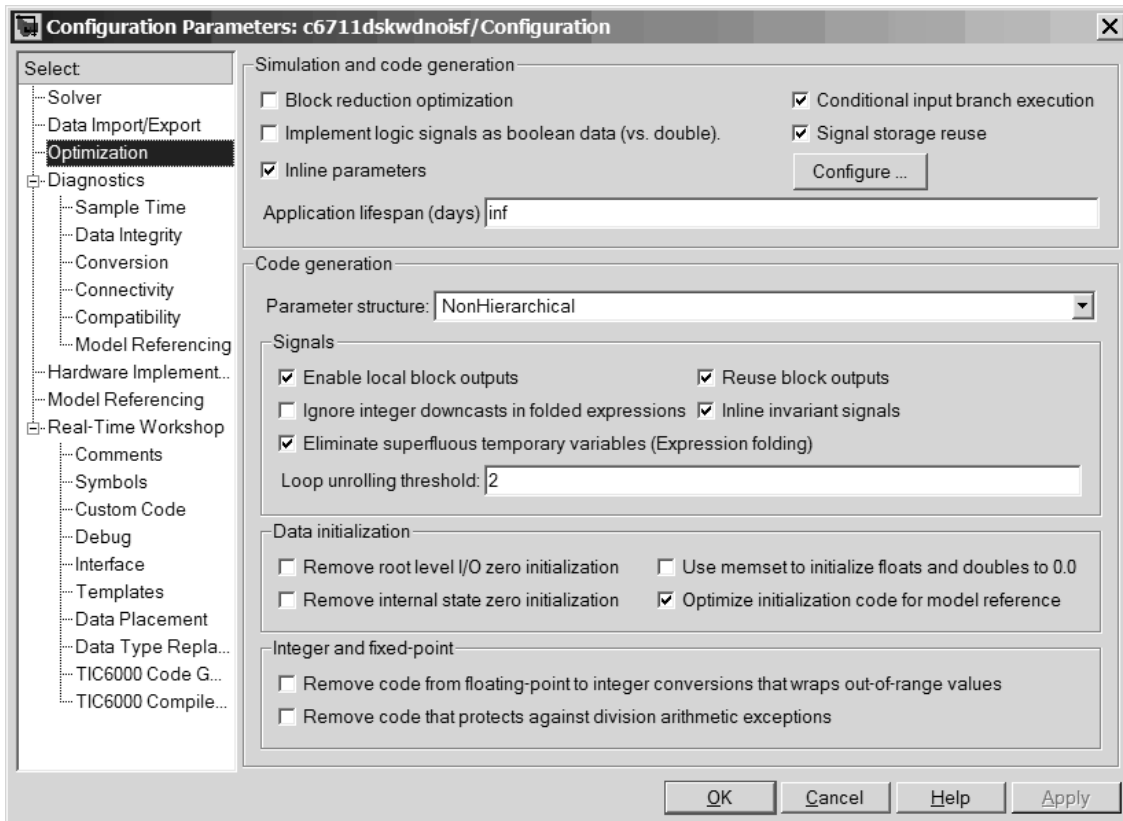 Configuration Parameters: c6711dskwdnoisf/Configuration
Select:
Solver
Data Import/Export
Optimization
Diagnostics
Sample Time
Data Integrity
Conversion
Connectivity
Compatibility
Model Referencing
Hardware Implement...
Model Referencing
Real-Time Workshop
Comments
Symbols
Custom Code
Debug
Interface
Templates
Data Placement
Data Type Repla...
TIC6000 Code G...
TIC6000 Compile...
Simulation and code generation
Block reduction optimization
Conditional input branch execution
Implement logic signals as boolean data (vs. double).
Signal storage reuse
Inline parameters
Configure ...
Application lifespan (days) inf
Code generation
Parameter structure: NonHierarchical
Signals
Enable local block outputs
Reuse block outputs
Ignore integer downcasts in folded expressions
Inline invariant signals
Eliminate superfluous temporary variables (Expression folding)
Loop unrolling threshold: 2
Data initialization
Remove root level I/O zero initialization
Use memset to initialize floats and doubles to 0.0
Remove internal state zero initialization
Optimize initialization code for model reference
Integer and fixed-point
Remove code from floating-point to integer conversions that wraps out-of-range values
Remove code that protects against division arithmetic exceptions
OK
Cancel
Help
Apply